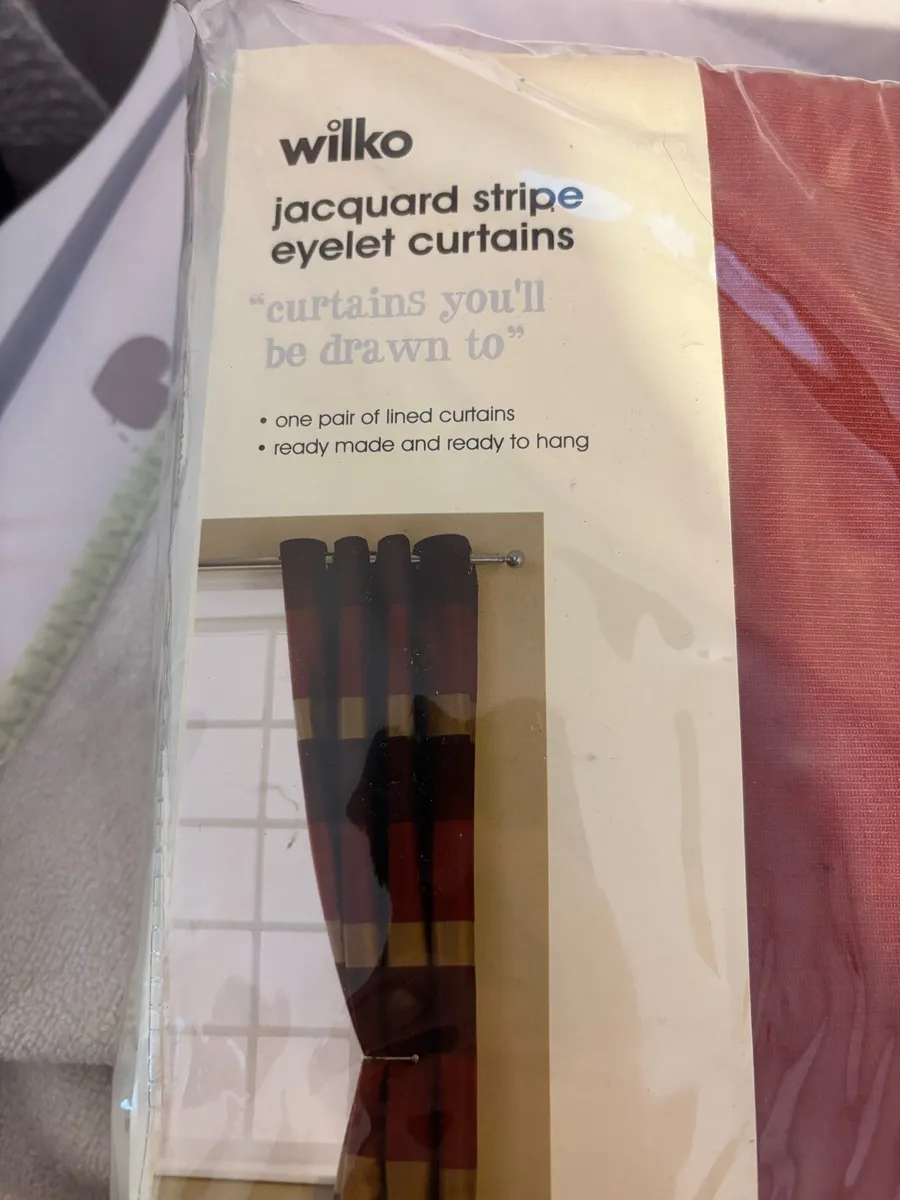 wilko
jacquard stripe
eyelet curtains
“curtains you'll
be drawn to”
• one pair of lined curtains
• ready made and ready to hang